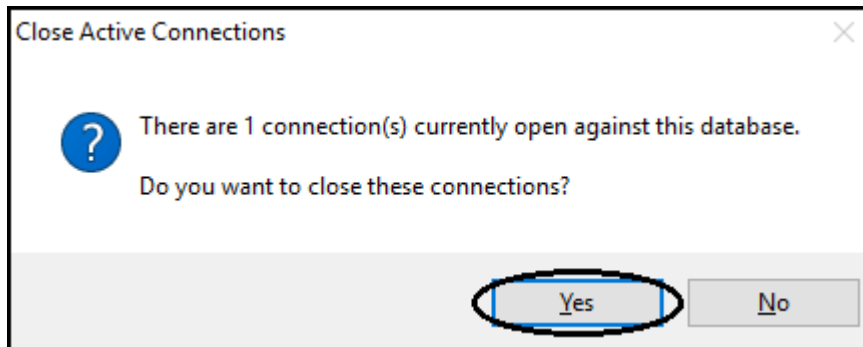 Close Active Connections
There are 1 connection(s) currently open against this database.
Do you want to close these connections?
Yes
No